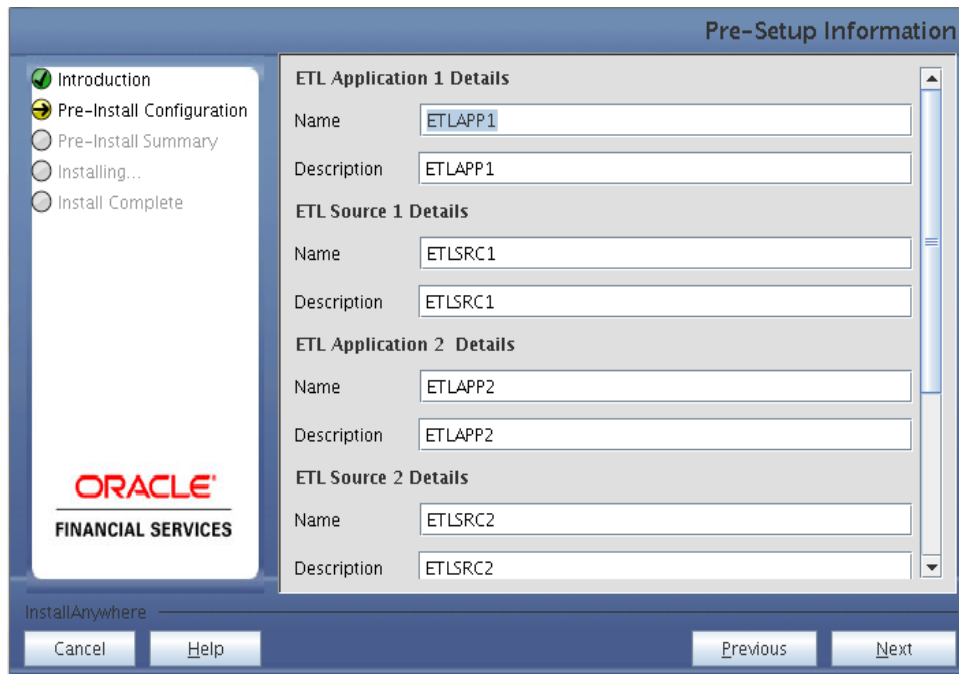 Pre-Setup Information
Introduction
Pre-Install Configuration
Pre-Install Summary
Installing...
Install Complete
ORACLE'
FINANCIAL SERVICES
ETL Application 1 Details
Name ETLAPP1
Description ETLAPP1
ETL Source 1 Details
Name ETLSRC1
Description ETLSRC1
ETL Application 2 Details
Name ETLAPP2
Description ETLAPP2
ETL Source 2 Details
Name ETLSRC2
Description ETLSRC2
InstallAnywhere
Cancel Help Previous Next